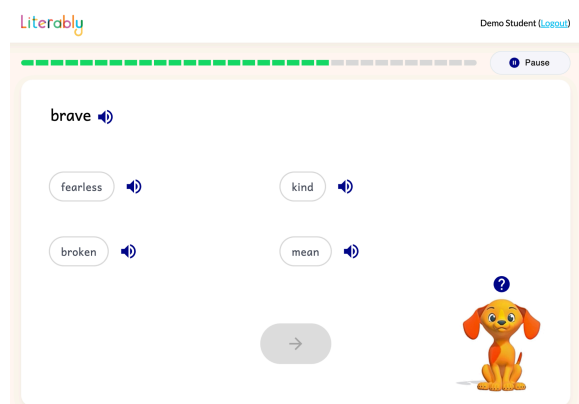 Literably
Demo Student (Logout)
Pause
brave
fearless
kind
broken
mean